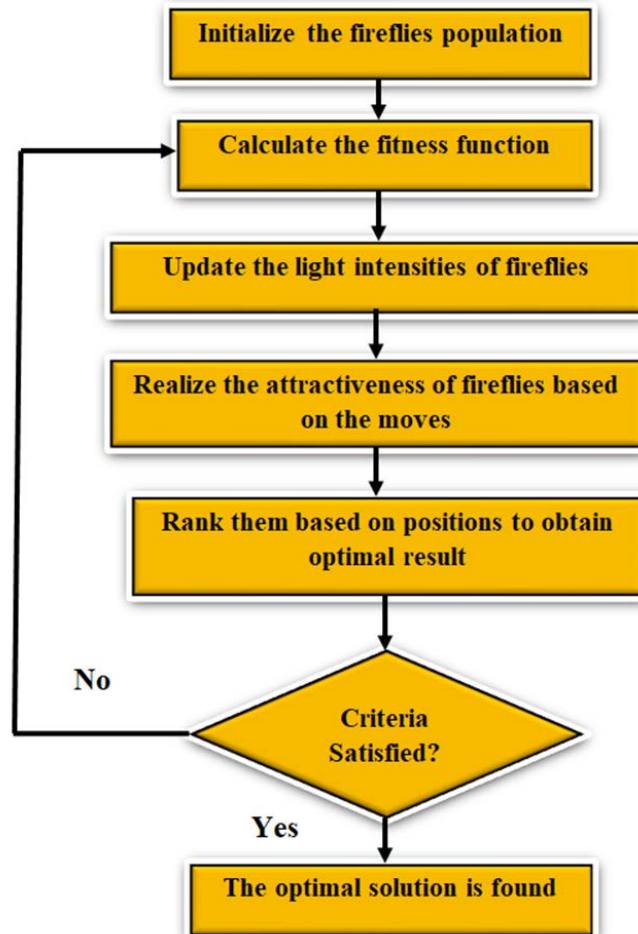 Initialize the fireflies population
Calculate the fitness function
Update the light intensities of fireflies
Realize the attractiveness of fireflies based
on the moves
Rank them based on positions to obtain
optimal result
No
Criteria
Satisfied?
Yes
The optimal solution is found